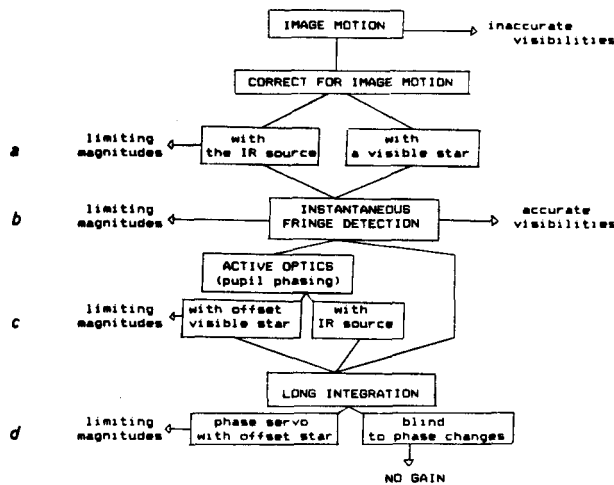 IMAGE MOTION
inaccurate
visibilities
CORRECT FOR IMAGE MOTION
a
limiting
magnitudes
with
the IR source
with
a visible star
b
limiting
magnitudes
INSTANTANEOUS
FRINGE DETECTION
accurate
visibilities
ACTIVE OPTICS
(pupil phasing)
c
limiting
magnitudes
with offset
visible star
with
IR source
LONG INTEGRATION
d
limiting
magnitudes
phase servo
with offset star
blind
to phase changes
NO GAIN